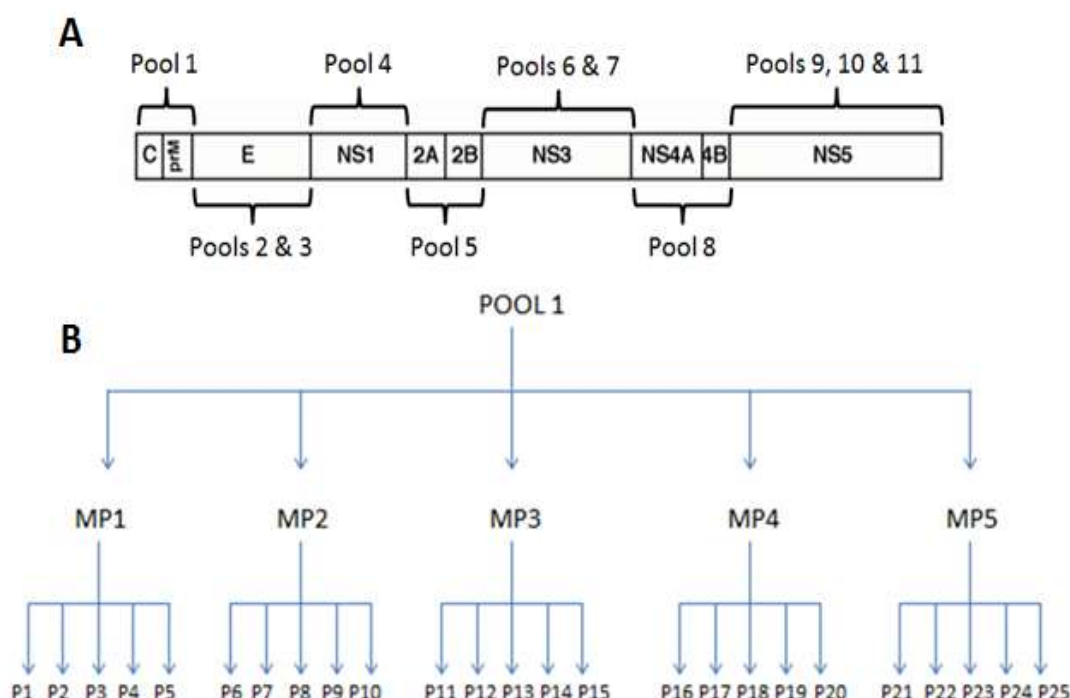 A
Pool 1 Pool 4 Pools 6 & 7 Pools 9, 10 & 11
C prM E NS1 2A 2B NS3 NS4A 4B NS5
Pools 2 & 3 Pool 5 Pool 8
POOL 1
B
MP1 MP2 MP3 MP4 MP5
P1 P2 P3 P4 P5 P6 P7 P8 P9 P10 P11 P12 P13 P14 P15 P16 P17 P18 P19 P20 P21 P22 P23 P24 P25